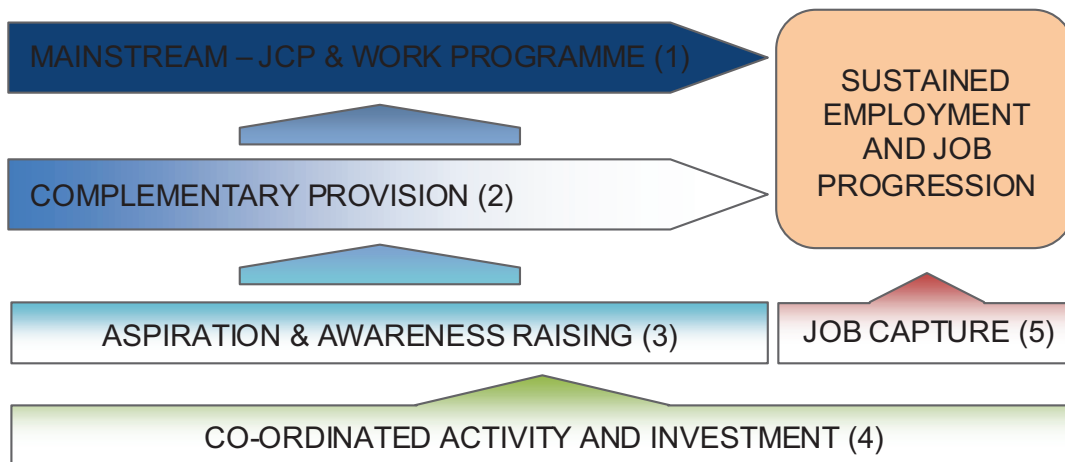 MAINSTREAM – JCP & WORK PROGRAMME (1)
SUSTAINED
EMPLOYMENT
AND JOB
PROGRESSION
COMPLEMENTARY PROVISION (2)
ASPIRATION & AWARENESS RAISING (3)
JOB CAPTURE (5)
CO-ORDINATED ACTIVITY AND INVESTMENT (4)